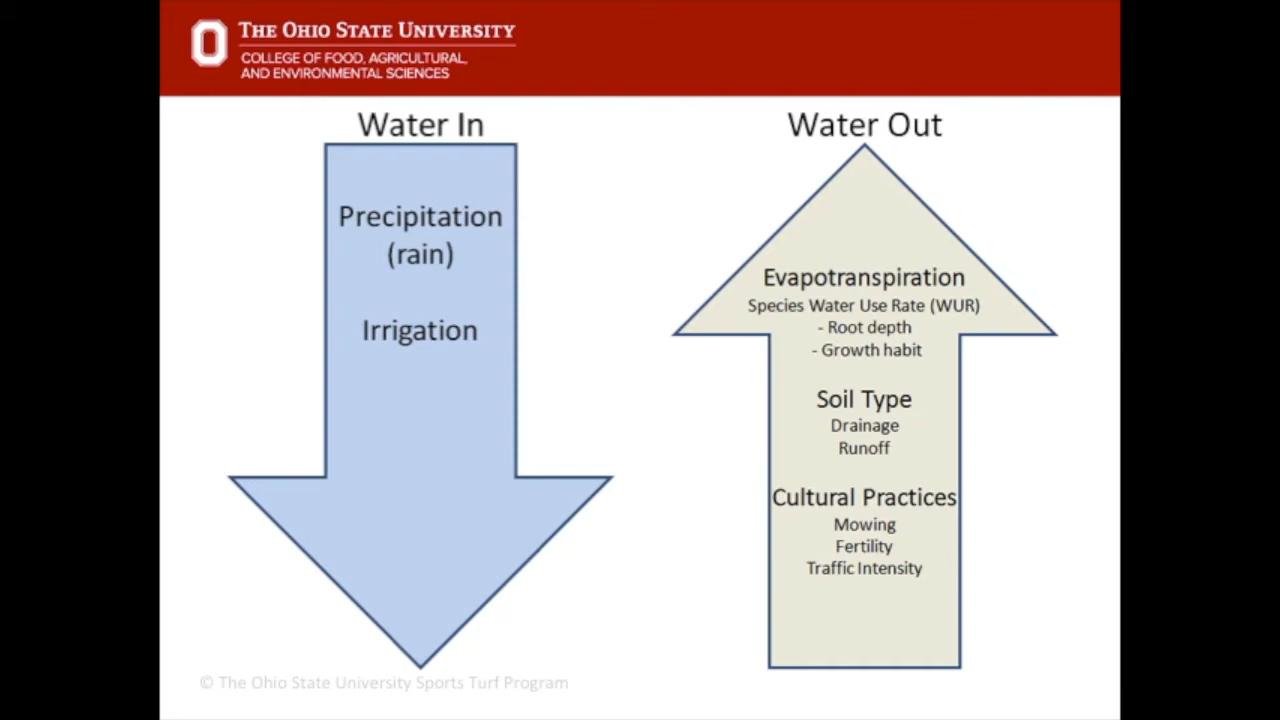 THE OHIO STATE UNIVERSITY
COLLEGE OF FOOD, AGRICULTURAL,
AND ENVIRONMENTAL SCIENCES
Water In
Precipitation
(rain)
Irrigation
Water Out
Evapotranspiration
Species Water Use Rate (WUR)
- Root depth
- Growth habit
Soil Type
Drainage
Runoff
Cultural Practices
Mowing
Fertility
Traffic Intensity
© The Ohio State University Sports Turf Program